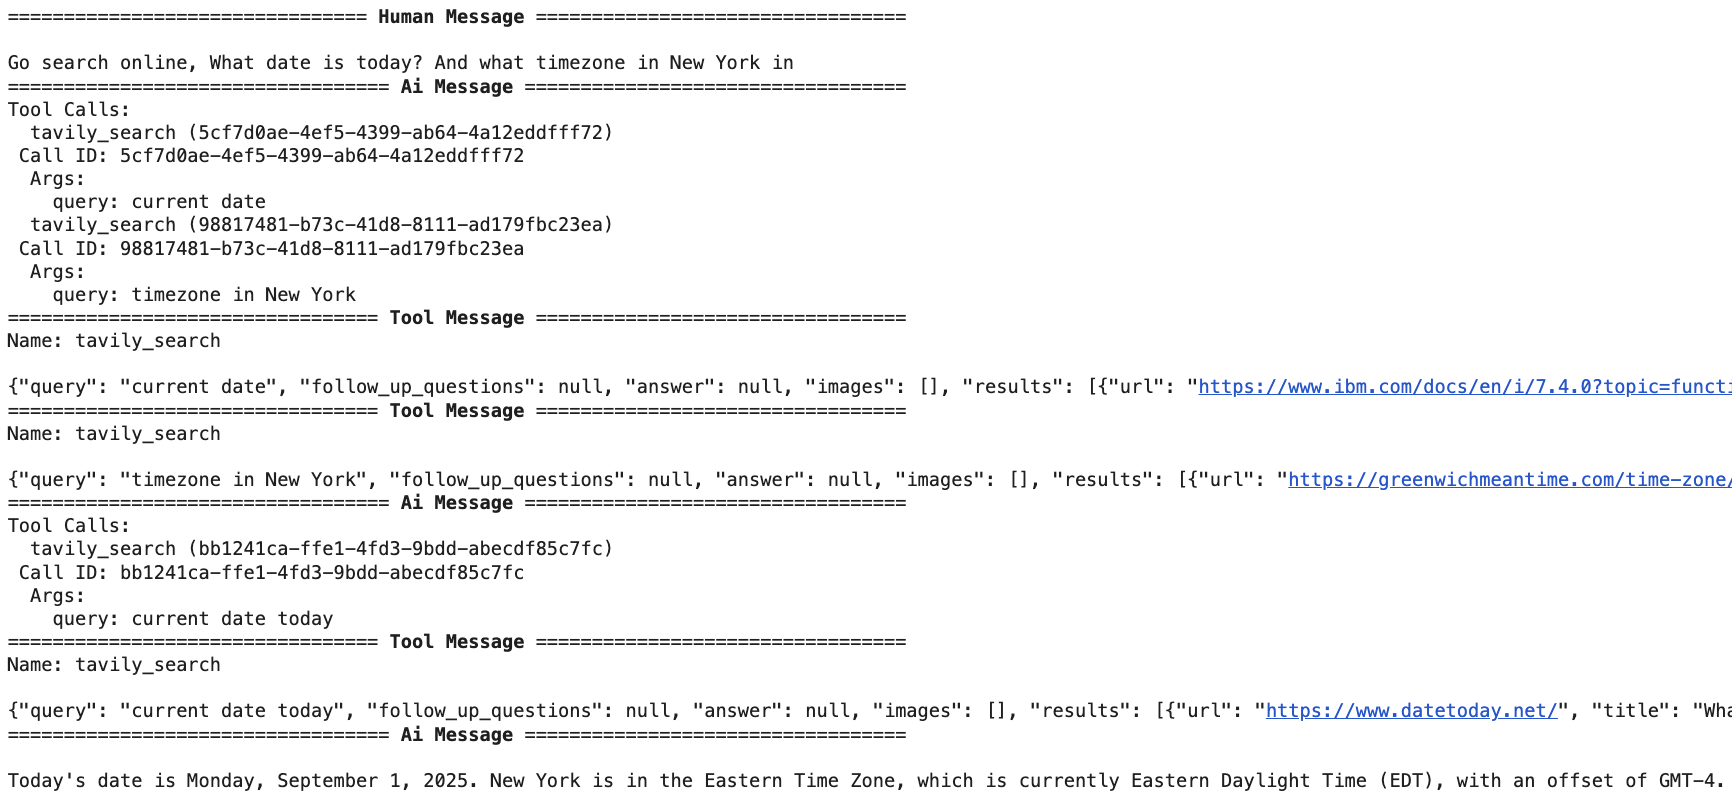 ================================ Human Message =================================
Go search online, What date is today? And what timezone in New York in
================================== Ai Message ==================================
Tool Calls:
  tavily_search (5cf7d0ae-4ef5-4399-ab64-4a12eddfff72)
 Call ID: 5cf7d0ae-4ef5-4399-ab64-4a12eddfff72
  Args:
    query: current date
  tavily_search (98817481-b73c-41d8-8111-ad179fbc23ea)
 Call ID: 98817481-b73c-41d8-8111-ad179fbc23ea
  Args:
    query: timezone in New York
================================= Tool Message =================================
Name: tavily_search
{"query": "current date", "follow_up_questions": null, "answer": null, "images": [], "results": [{"url": "https://www.ibm.com/docs/en/i/7.4.0?topic=functi
================================= Tool Message =================================
Name: tavily_search
{"query": "timezone in New York", "follow_up_questions": null, "answer": null, "images": [], "results": [{"url": "https://greenwichmeantime.com/time-zone/
================================== Ai Message ==================================
Tool Calls:
  tavily_search (bb1241ca-ffe1-4fd3-9bdd-abecdf85c7fc)
 Call ID: bb1241ca-ffe1-4fd3-9bdd-abecdf85c7fc
  Args:
    query: current date today
================================= Tool Message =================================
Name: tavily_search
{"query": "current date today", "follow_up_questions": null, "answer": null, "images": [], "results": [{"url": "https://www.datetoday.net/", "title": "Wha
================================== Ai Message ==================================
Today's date is Monday, September 1, 2025. New York is in the Eastern Time Zone, which is currently Eastern Daylight Time (EDT), with an offset of GMT-4.